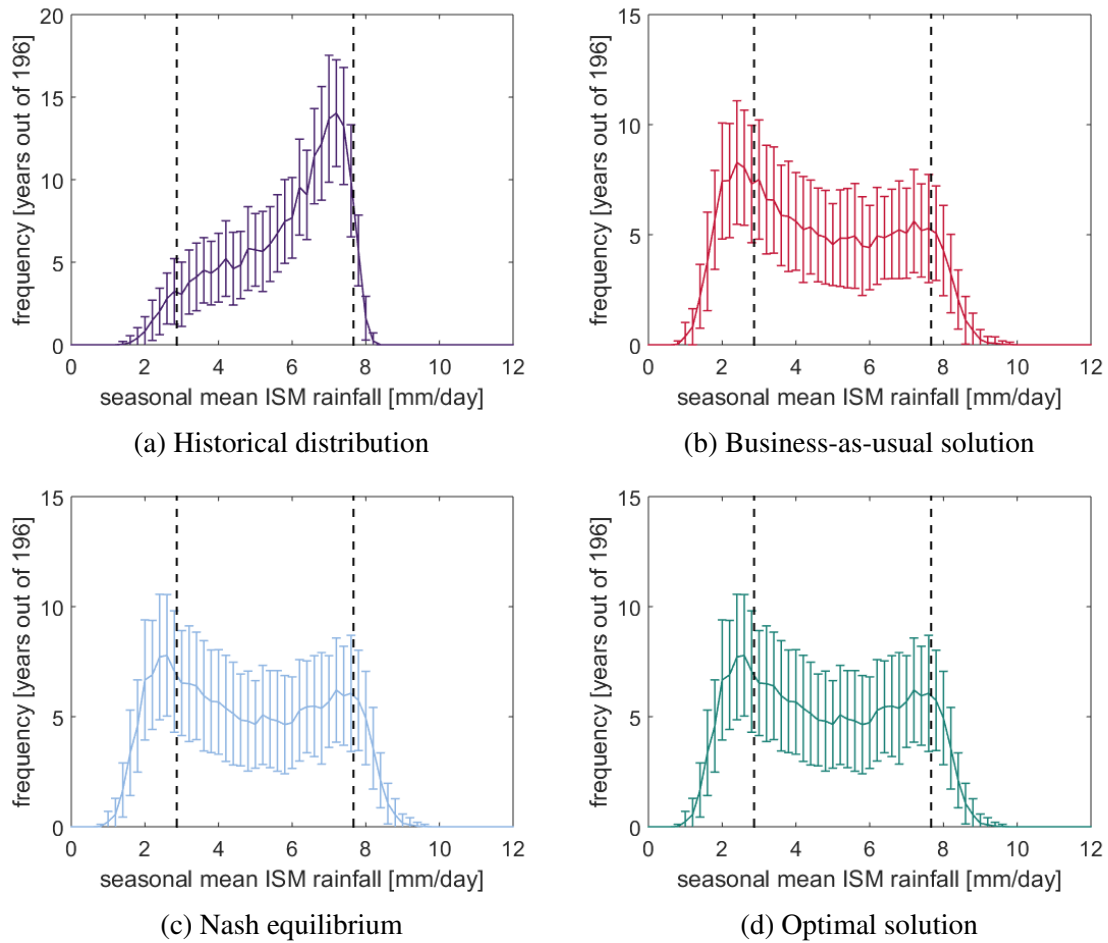 frequency [years out of 196]
20
15
10
5
0
0 2 4 6 8 10 12
seasonal mean ISM rainfall [mm/day]
(a) Historical distribution
frequency [years out of 196]
15
10
5
0
0 2 4 6 8 10 12
seasonal mean ISM rainfall [mm/day]
(b) Business-as-usual solution
frequency [years out of 196]
15
10
5
0
0 2 4 6 8 10 12
seasonal mean ISM rainfall [mm/day]
(c) Nash equilibrium
frequency [years out of 196]
15
10
5
0
0 2 4 6 8 10 12
seasonal mean ISM rainfall [mm/day]
(d) Optimal solution